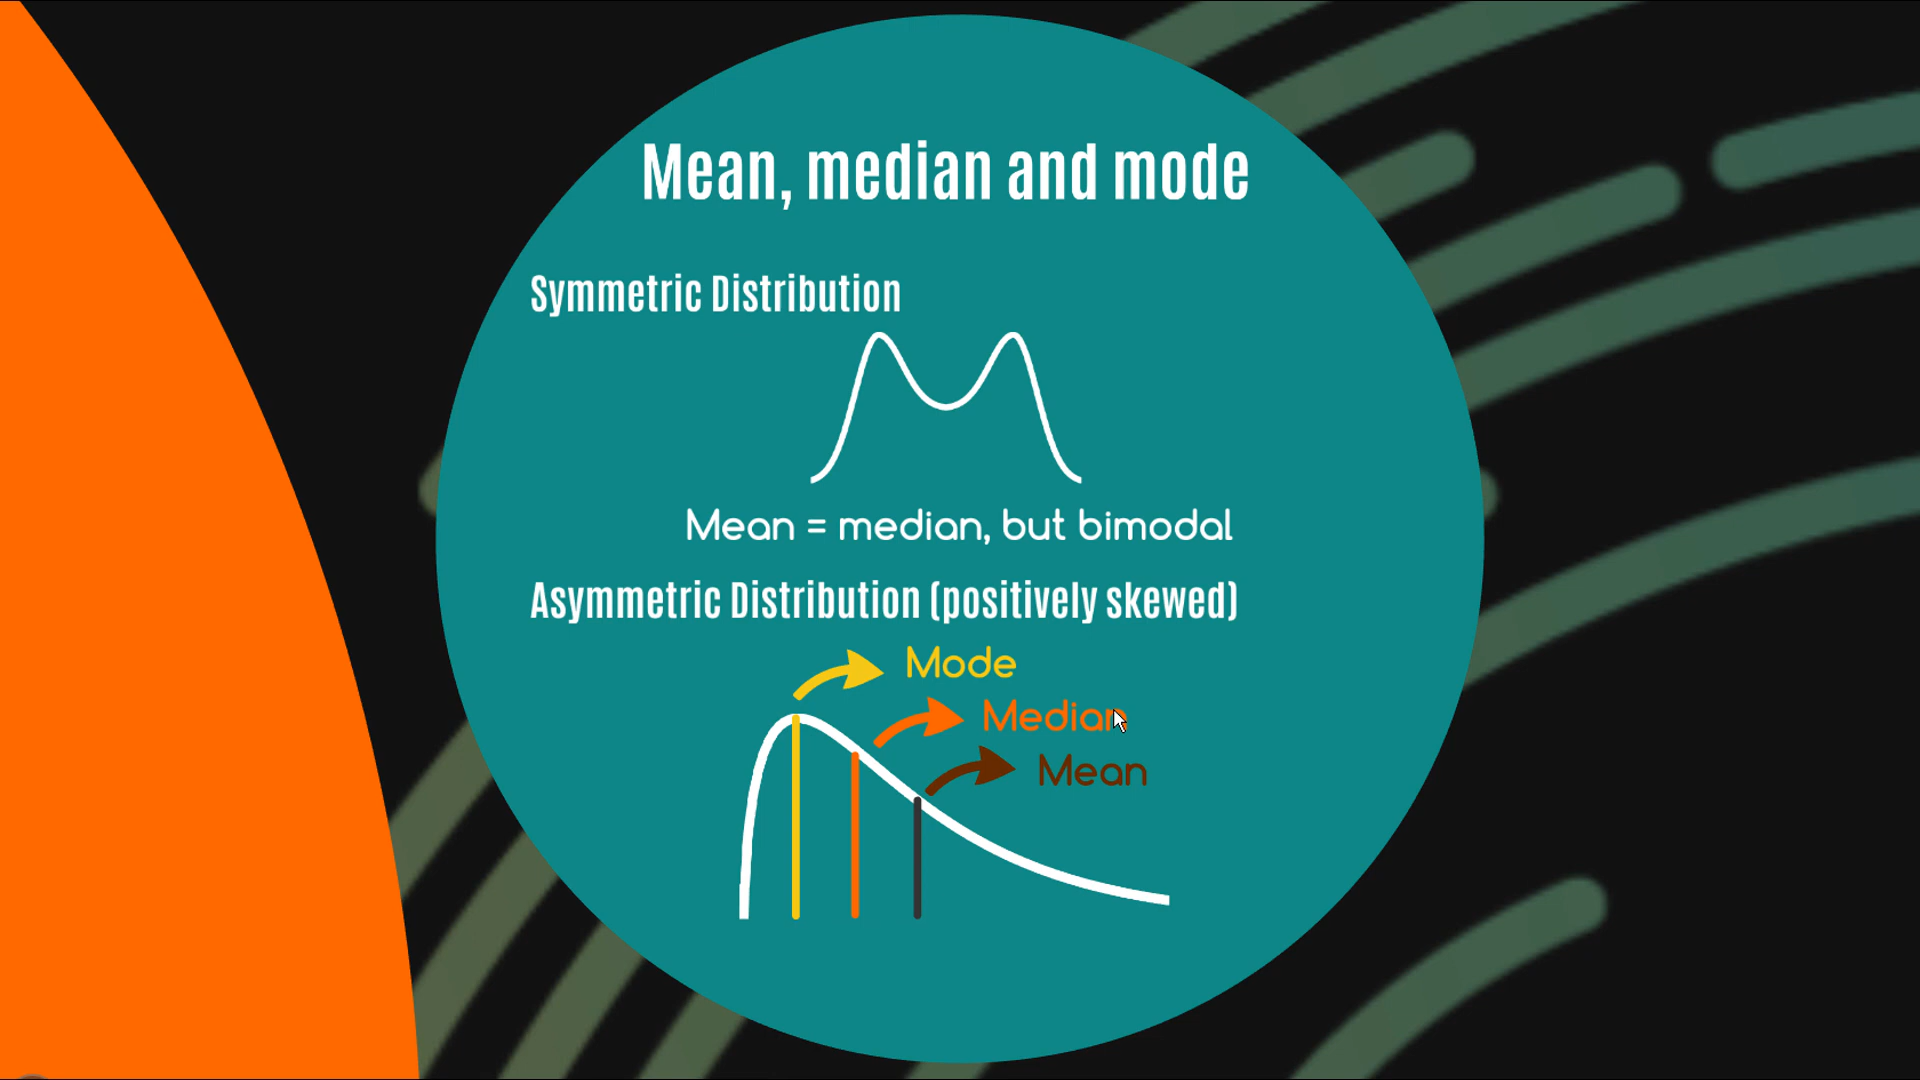 Mean, median and mode
Symmetric Distribution
Mean = median, but bimodal
Asymmetric Distribution (positively skewed)
Mode
Median
Mean